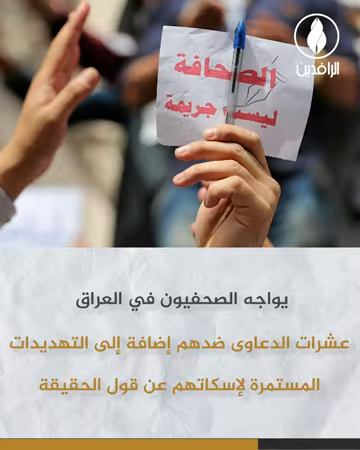 الرافدين
الصحافة
ليست جريمة
يواجه الصحفيون في العراق
عشرات الدعاوى ضدهم إضافة إلى التهديدات
المستمرة لإسكاتهم عن قول الحقيقة